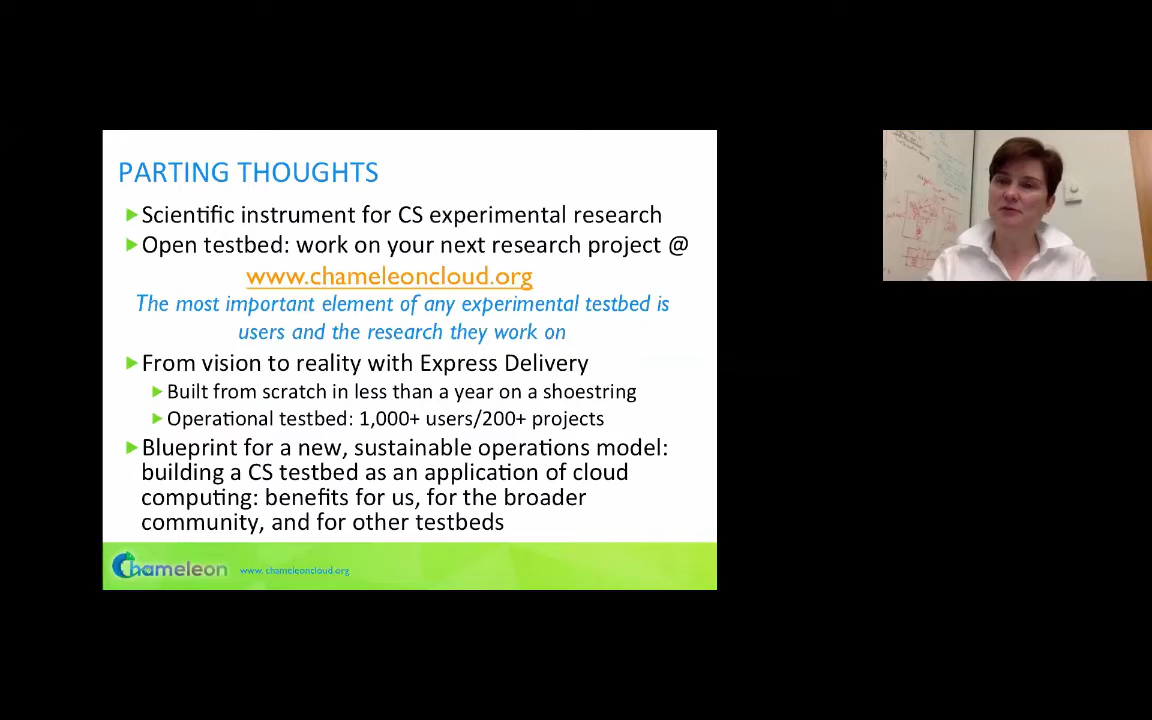 PARTING THOUGHTS
Scientific instrument for CS experimental research
Open testbed: work on your next research project @
www.chameleoncloud.org
The most important element of any experimental testbed is
users and the research they work on
From vision to reality with Express Delivery
Built from scratch in less than a year on a shoestring
Operational testbed: 1,000+ users/200+ projects
Blueprint for a new, sustainable operations model:
building a CS testbed as an application of cloud
computing: benefits for us, for the broader
community, and for other testbeds
Chameleon www.chameleoncloud.org